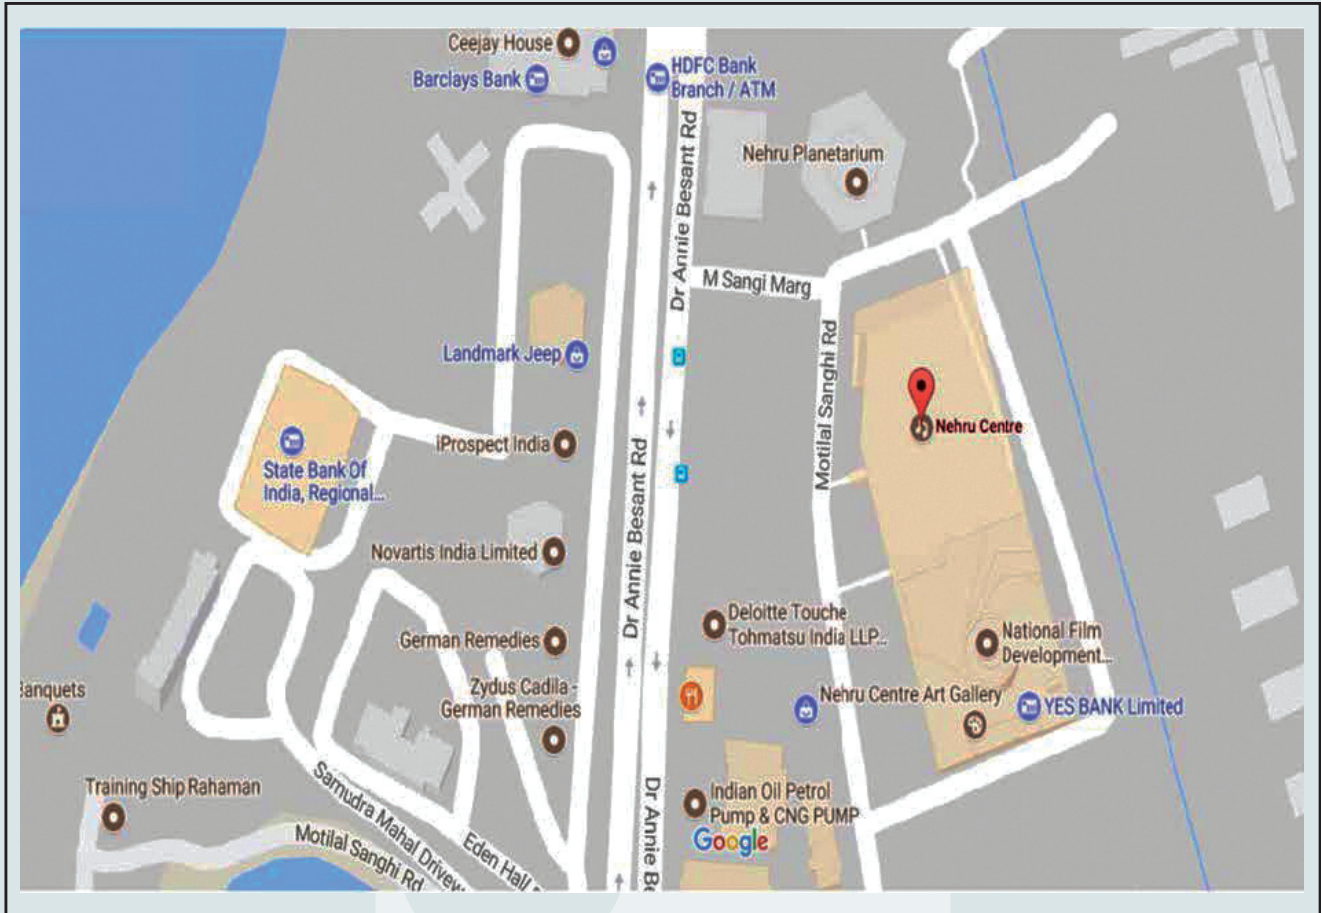 Ceejay House
Barclays Bank
HDFC Bank
Branch / ATM
Dr Annie Besant Rd
Nehru Planetarium
M Sangi Marg
Landmark Jeep
Motilal Sanghi Rd
Nehru Centre
iProspect India
State Bank Of
India, Regional...
Dr Annie Besant Rd
Novartis India Limited
Deloitte Touche
Tohmatsu India LLP...
German Remedies
National Film
Development...
Zydus Cadila -
German Remedies
Nehru Centre Art Gallery
YES BANK Limited
anquets
Training Ship Rahaman
Samudra Mahal Drivew
Motilal Sanghi Rd
Eden Hall
Dr Annie Be
Indian Oil Petrol
Pump & CNG PUMP
Google